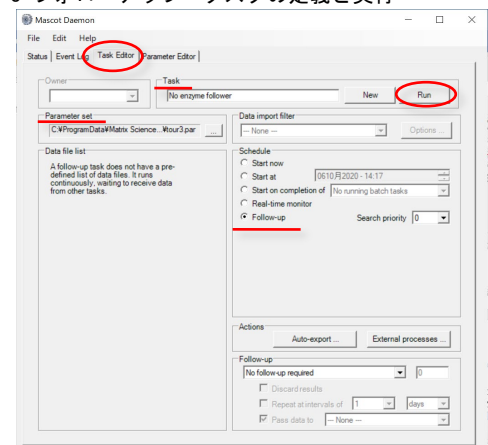 Mascot Daemon
File Edit Help
Status Event Log Task Editor Parameter Editor
Owner
Task
No enzyme follower
New
Run
Parameter set
C:¥ProgramData¥Matrix Science...¥tour3.par
...
Data import filter
-- None --
Options ...
Data file list
A follow-up task does not have a pre-
defined list of data files. It runs
continuously, waiting to receive data
from other tasks.
Schedule
Start now
Start at 0610月2020 - 14:17
Start on completion of No running batch tasks
Real-time monitor
Follow-up Search priority 0
Actions
Auto-export ... External processes ...
Follow-up
No follow-up required 0
Discard results
Repeat at intervals of 1 days
Pass data to -- None --